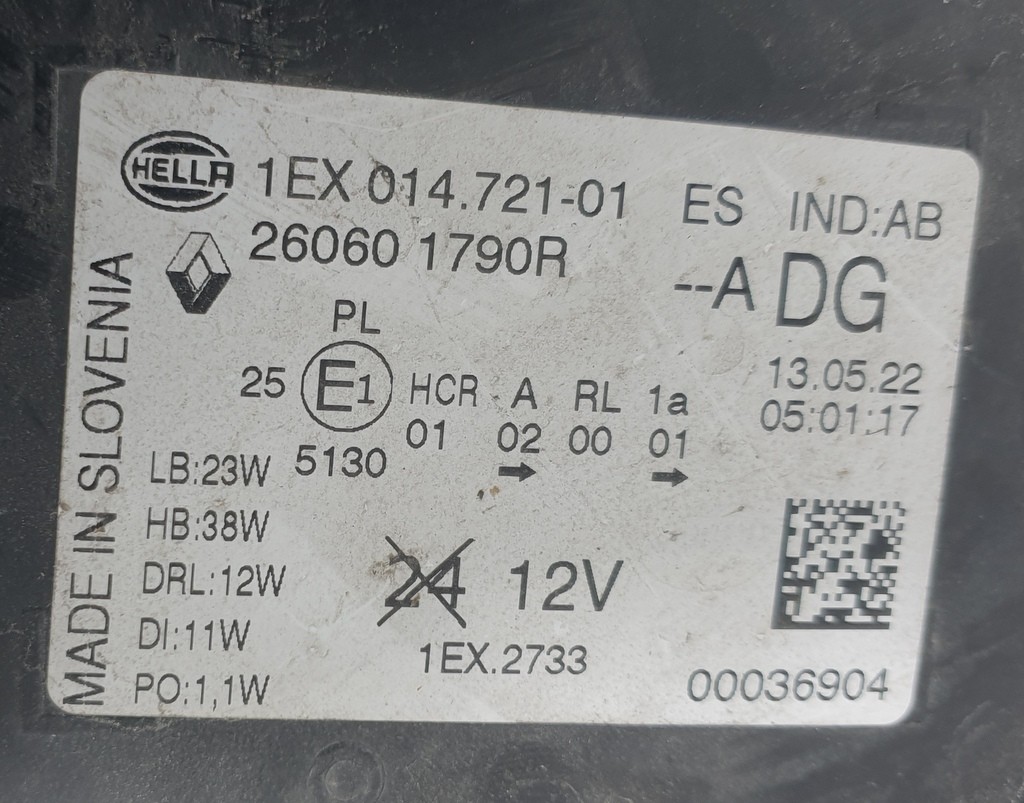 HELLA 1EX 014.721-01 ES IND:AB
26060 1790R --A DG
MADE IN SLOVENIA
PL
13.05.22
25 E1 HCR A RL 1a
05:01:17
01 02 00 01
5130 → →
LB:23W
HB:38W
DRL:12W
DI:11W
PO:1,1W
24 12V
1EX.2733
00036904